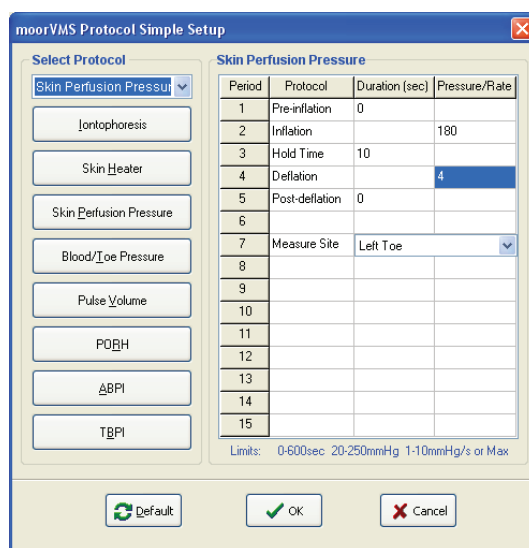 moorVMS Protocol Simple Setup
Select Protocol
Skin Perfusion Pressur
Iontophoresis
Skin Heater
Skin Perfusion Pressure
Blood/Toe Pressure
Pulse Volume
PORH
ABPI
TBPI
Skin Perfusion Pressure
Period Protocol Duration (sec) Pressure/Rate
1 Pre-inflation 0
2 Inflation 180
3 Hold Time 10
4 Deflation 4
5 Post-deflation 0
6
7 Measure Site Left Toe
8
9
10
11
12
13
14
15
Limits: 0-600sec 20-250mmHg 1-10mmHg/s or Max
Default OK Cancel